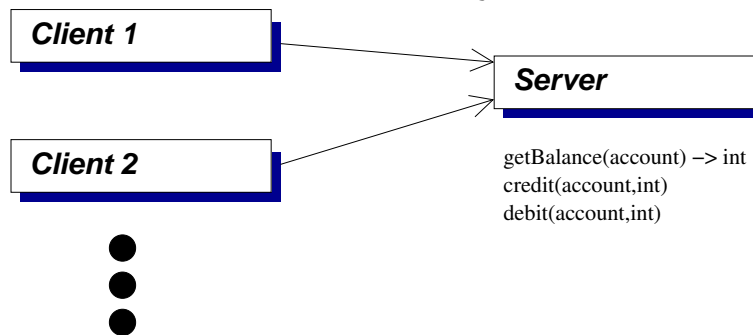 Client 1
Server
Client 2
getBalance(account) −> int
credit(account,int)
debit(account,int)